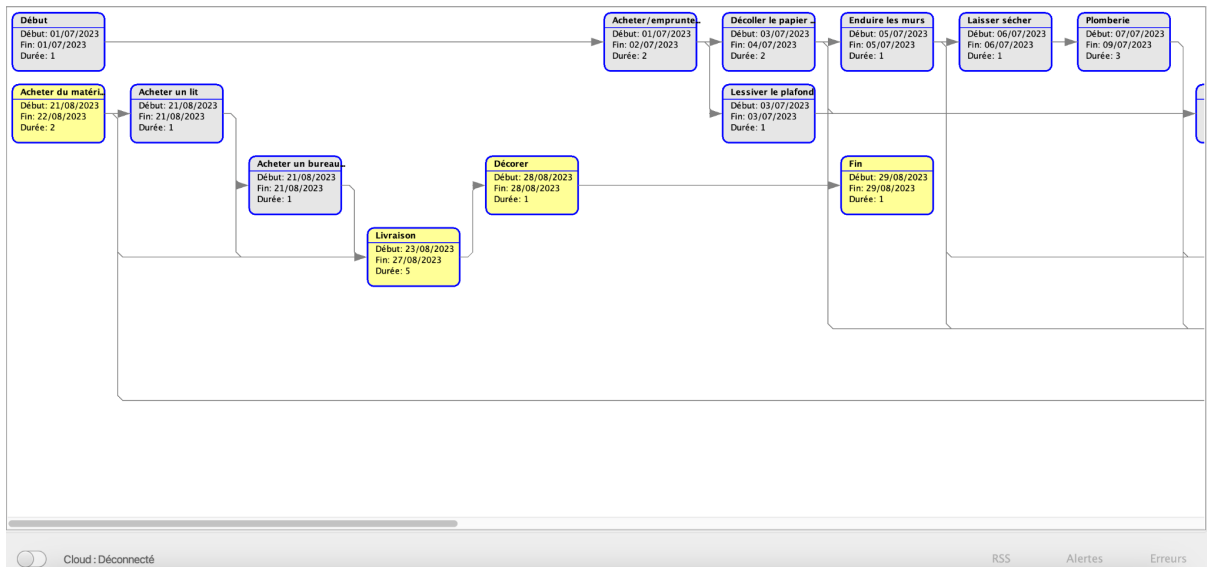 Début
Début: 01/07/2023
Fin: 01/07/2023
Durée: 1
Acheter/emprunte..
Début: 01/07/2023
Fin: 02/07/2023
Durée: 2
Décoller le papier ..
Début: 03/07/2023
Fin: 04/07/2023
Durée: 2
Enduire les murs
Début: 05/07/2023
Fin: 05/07/2023
Durée: 1
Laisser sécher
Début: 06/07/2023
Fin: 06/07/2023
Durée: 1
Plomberie
Début: 07/07/2023
Fin: 09/07/2023
Durée: 3
Acheter du matéri..
Début: 21/08/2023
Fin: 22/08/2023
Durée: 2
Acheter un lit
Début: 21/08/2023
Fin: 21/08/2023
Durée: 1
Lessiver le plafond
Début: 03/07/2023
Fin: 03/07/2023
Durée: 1
Acheter un bureau..
Début: 21/08/2023
Fin: 21/08/2023
Durée: 1
Décorer
Début: 28/08/2023
Fin: 28/08/2023
Durée: 1
Fin
Début: 29/08/2023
Fin: 29/08/2023
Durée: 1
Livraison
Début: 23/08/2023
Fin: 27/08/2023
Durée: 5
Cloud : Déconnecté
RSS
Alertes
Erreurs